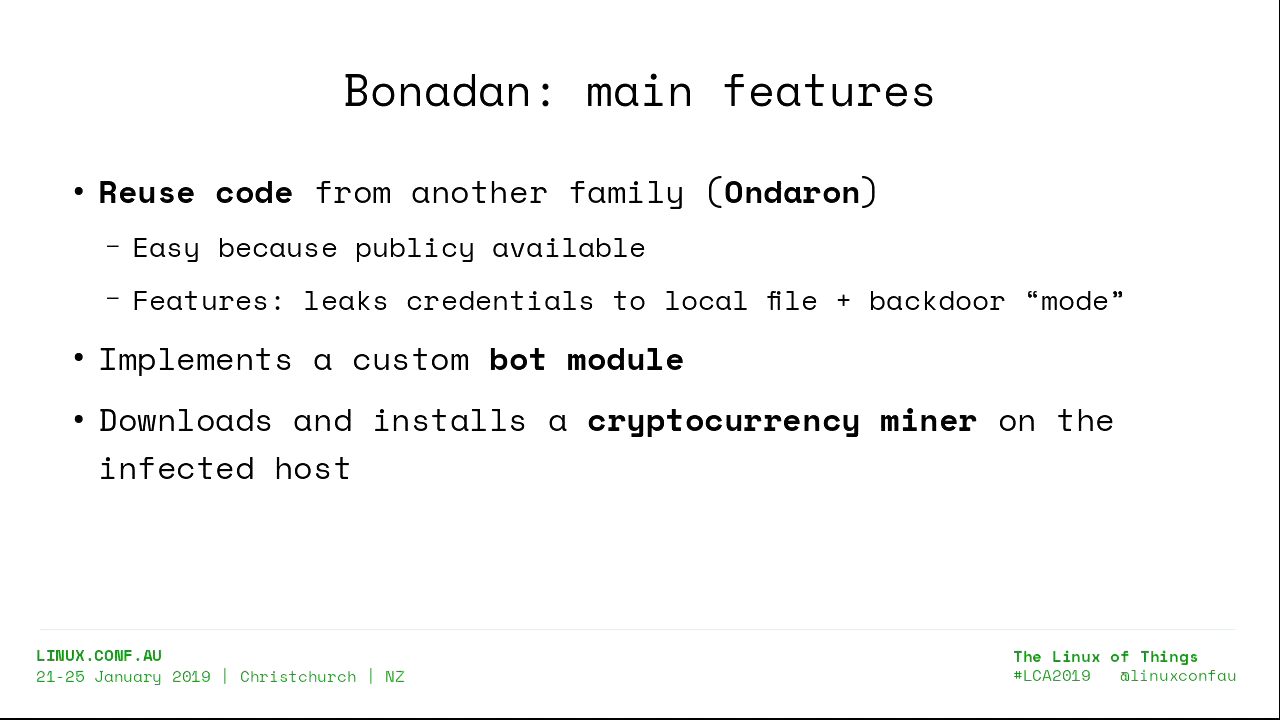 Bonadan: main features
• Reuse code from another family (Ondaron)
– Easy because publicy available
– Features: leaks credentials to local file + backdoor “mode”
• Implements a custom bot module
• Downloads and installs a cryptocurrency miner on the
infected host
LINUX.CONF.AU
21-25 January 2019 | Christchurch | NZ
The Linux of Things
#LCA2019 @linuxconfau